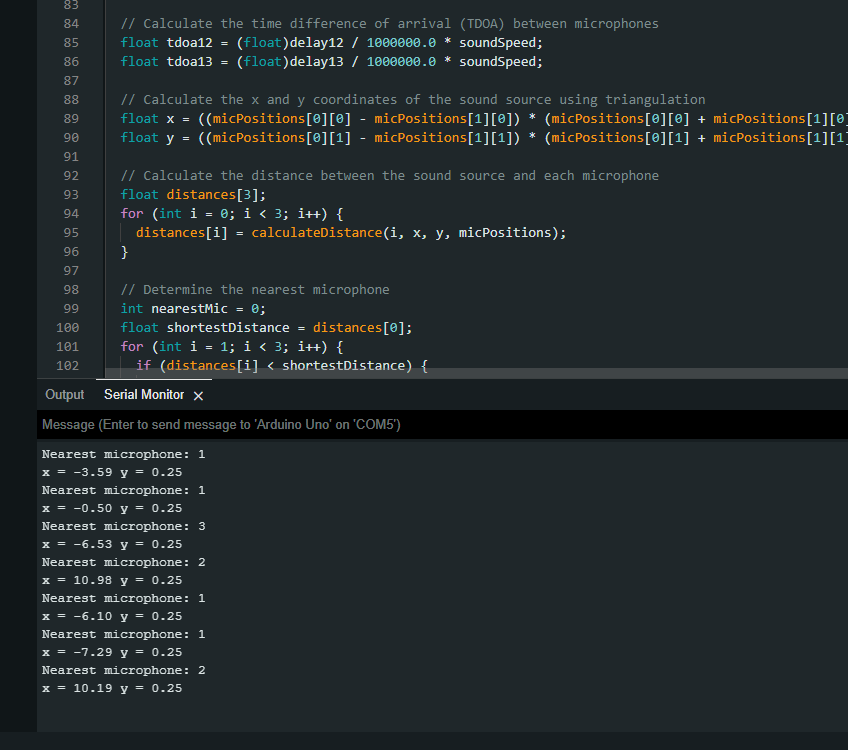 83
84 // Calculate the time difference of arrival (TDOA) between microphones
85 float tdoa12 = (float)delay12 / 1000000.0 * soundSpeed;
86 float tdoa13 = (float)delay13 / 1000000.0 * soundSpeed;
87
88 // Calculate the x and y coordinates of the sound source using triangulation
89 float x = ((micPositions[0][0] - micPositions[1][0]) * (micPositions[0][0] + micPositions[1][0]
90 float y = ((micPositions[0][1] - micPositions[1][1]) * (micPositions[0][1] + micPositions[1][1]
91
92 // Calculate the distance between the sound source and each microphone
93 float distances[3];
94 for (int i = 0; i < 3; i++) {
95 distances[i] = calculateDistance(i, x, y, micPositions);
96 }
97
98 // Determine the nearest microphone
99 int nearestMic = 0;
100 float shortestDistance = distances[0];
101 for (int i = 1; i < 3; i++) {
102 if (distances[i] < shortestDistance) {
Output Serial Monitor ×
Message (Enter to send message to 'Arduino Uno' on 'COM5')
Nearest microphone: 1
x = -3.59 y = 0.25
Nearest microphone: 1
x = -0.50 y = 0.25
Nearest microphone: 3
x = -6.53 y = 0.25
Nearest microphone: 2
x = 10.98 y = 0.25
Nearest microphone: 1
x = -6.10 y = 0.25
Nearest microphone: 1
x = -7.29 y = 0.25
Nearest microphone: 2
x = 10.19 y = 0.25